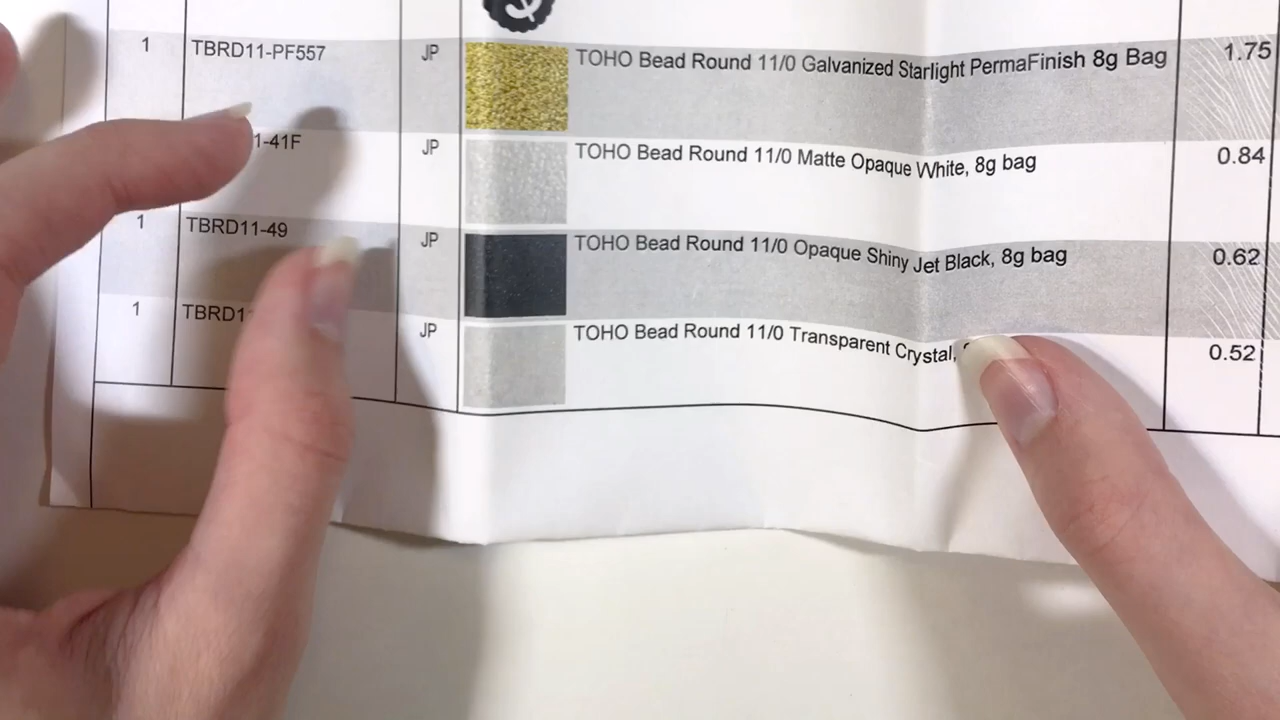 1 TBRD11-PF557 JP TOHO Bead Round 11/0 Galvanized Starlight PermaFinish 8g Bag 1.75
1-41F JP TOHO Bead Round 11/0 Matte Opaque White, 8g bag 0.84
1 TBRD11-49 JP TOHO Bead Round 11/0 Opaque Shiny Jet Black, 8g bag 0.62
1 TBRD1 JP TOHO Bead Round 11/0 Transparent Crystal, 0.52